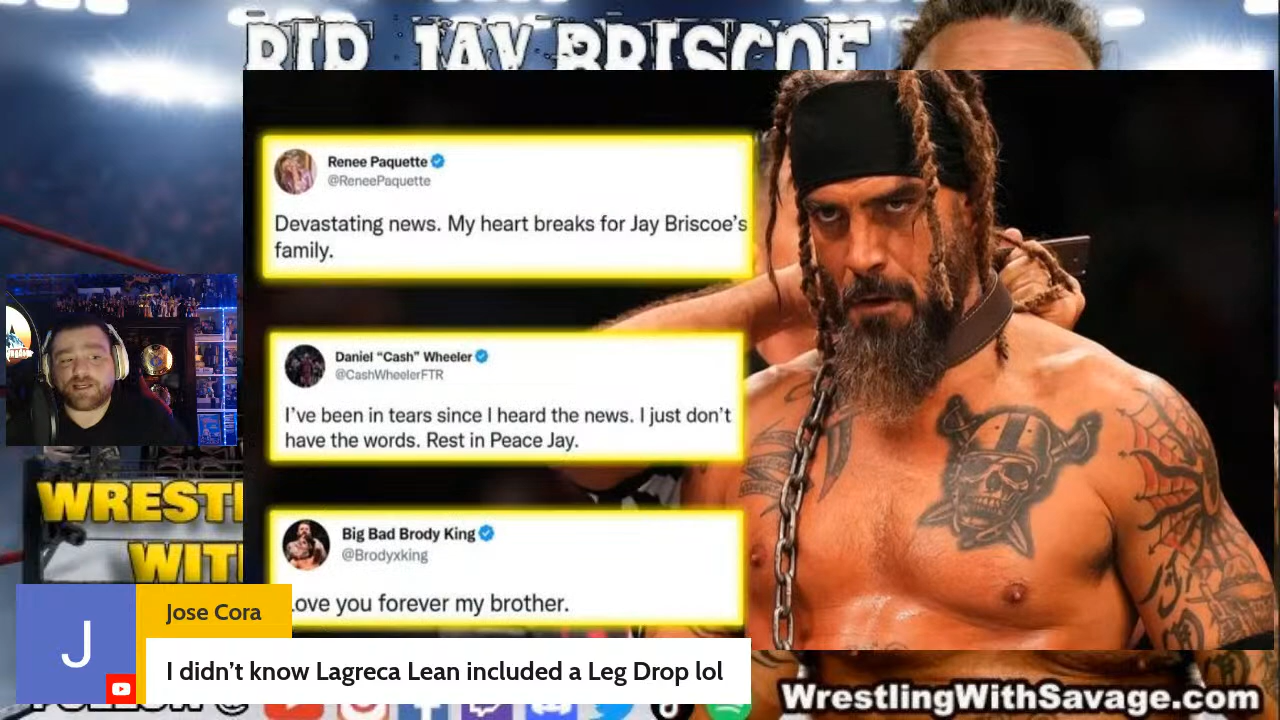 RIP JAY BRISCOE
Renee Paquette
@ReneePaquette
Devastating news. My heart breaks for Jay Briscoe's
family.
Daniel “Cash” Wheeler
@CashWheelerFTR
I've been in tears since I heard the news. I just don't
have the words. Rest in Peace Jay.
Big Bad Brody King
@Brodyxking
Love you forever my brother.
WREST
WIT
J
Jose Cora
I didn't know Lagreca Lean included a Leg Drop lol
WrestlingWithSavage.com